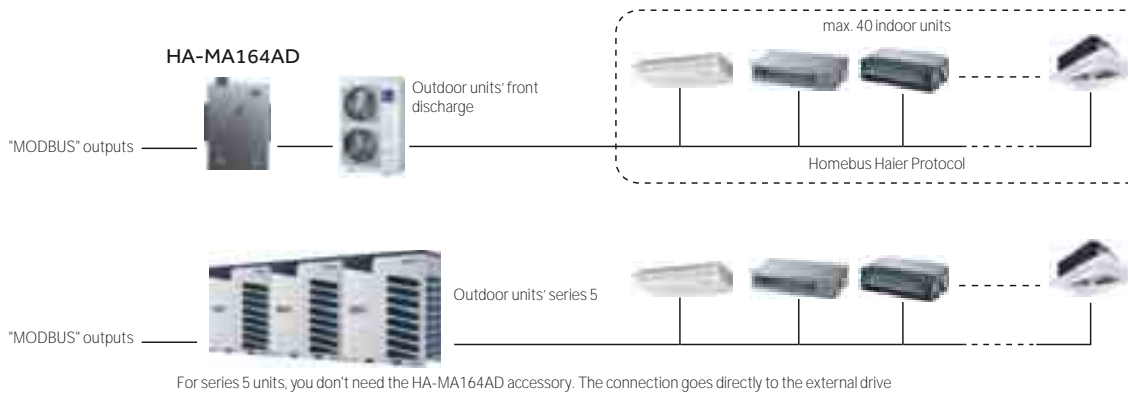 max. 40 indoor units
HA-MA164AD
Outdoor units' front
discharge
"MODBUS" outputs
Homebus Haier Protocol
Outdoor units' series 5
"MODBUS" outputs
For series 5 units, you don't need the HA-MA164AD accessory. The connection goes directly to the external drive